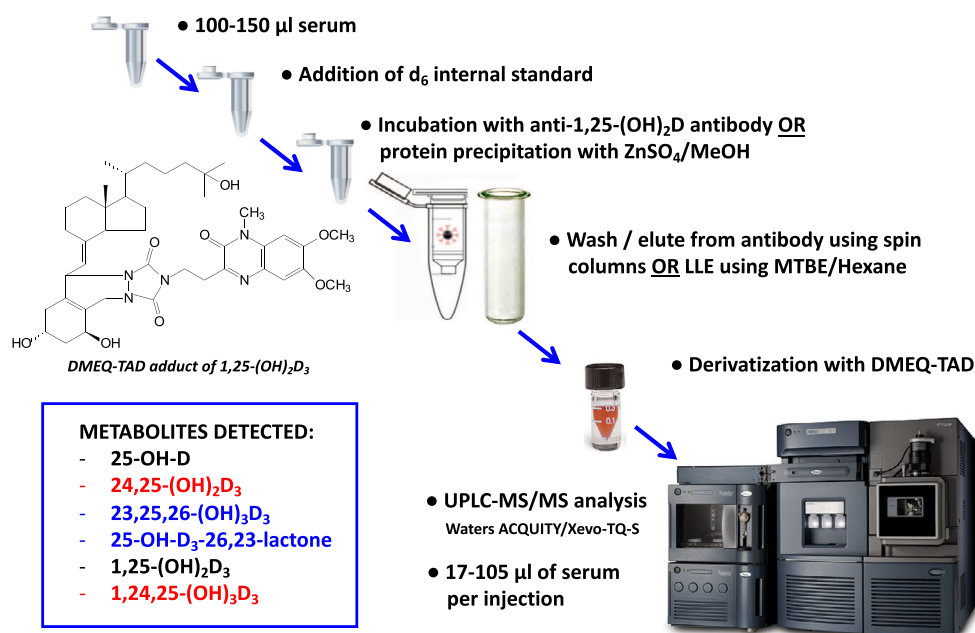 ● 100-150 µl serum
● Addition of d₆ internal standard
● Incubation with anti-1,25-(OH)₂D antibody OR
protein precipitation with ZnSO₄/MeOH
● Wash / elute from antibody using spin
columns OR LLE using MTBE/Hexane
OH
CH₃
O
N
OCH₃
O
N
N
N
N
OCH₃
O
HO
OH
DMEQ-TAD adduct of 1,25-(OH)₂D₃
● Derivatization with DMEQ-TAD
0.3
0.1
METABOLITES DETECTED:
- 25-OH-D
- 24,25-(OH)₂D₃
- 23,25,26-(OH)₃D₃
- 25-OH-D₃-26,23-lactone
- 1,25-(OH)₂D₃
- 1,24,25-(OH)₃D₃
● UPLC-MS/MS analysis
Waters ACQUITY/Xevo-TQ-S
● 17-105 µl of serum
per injection